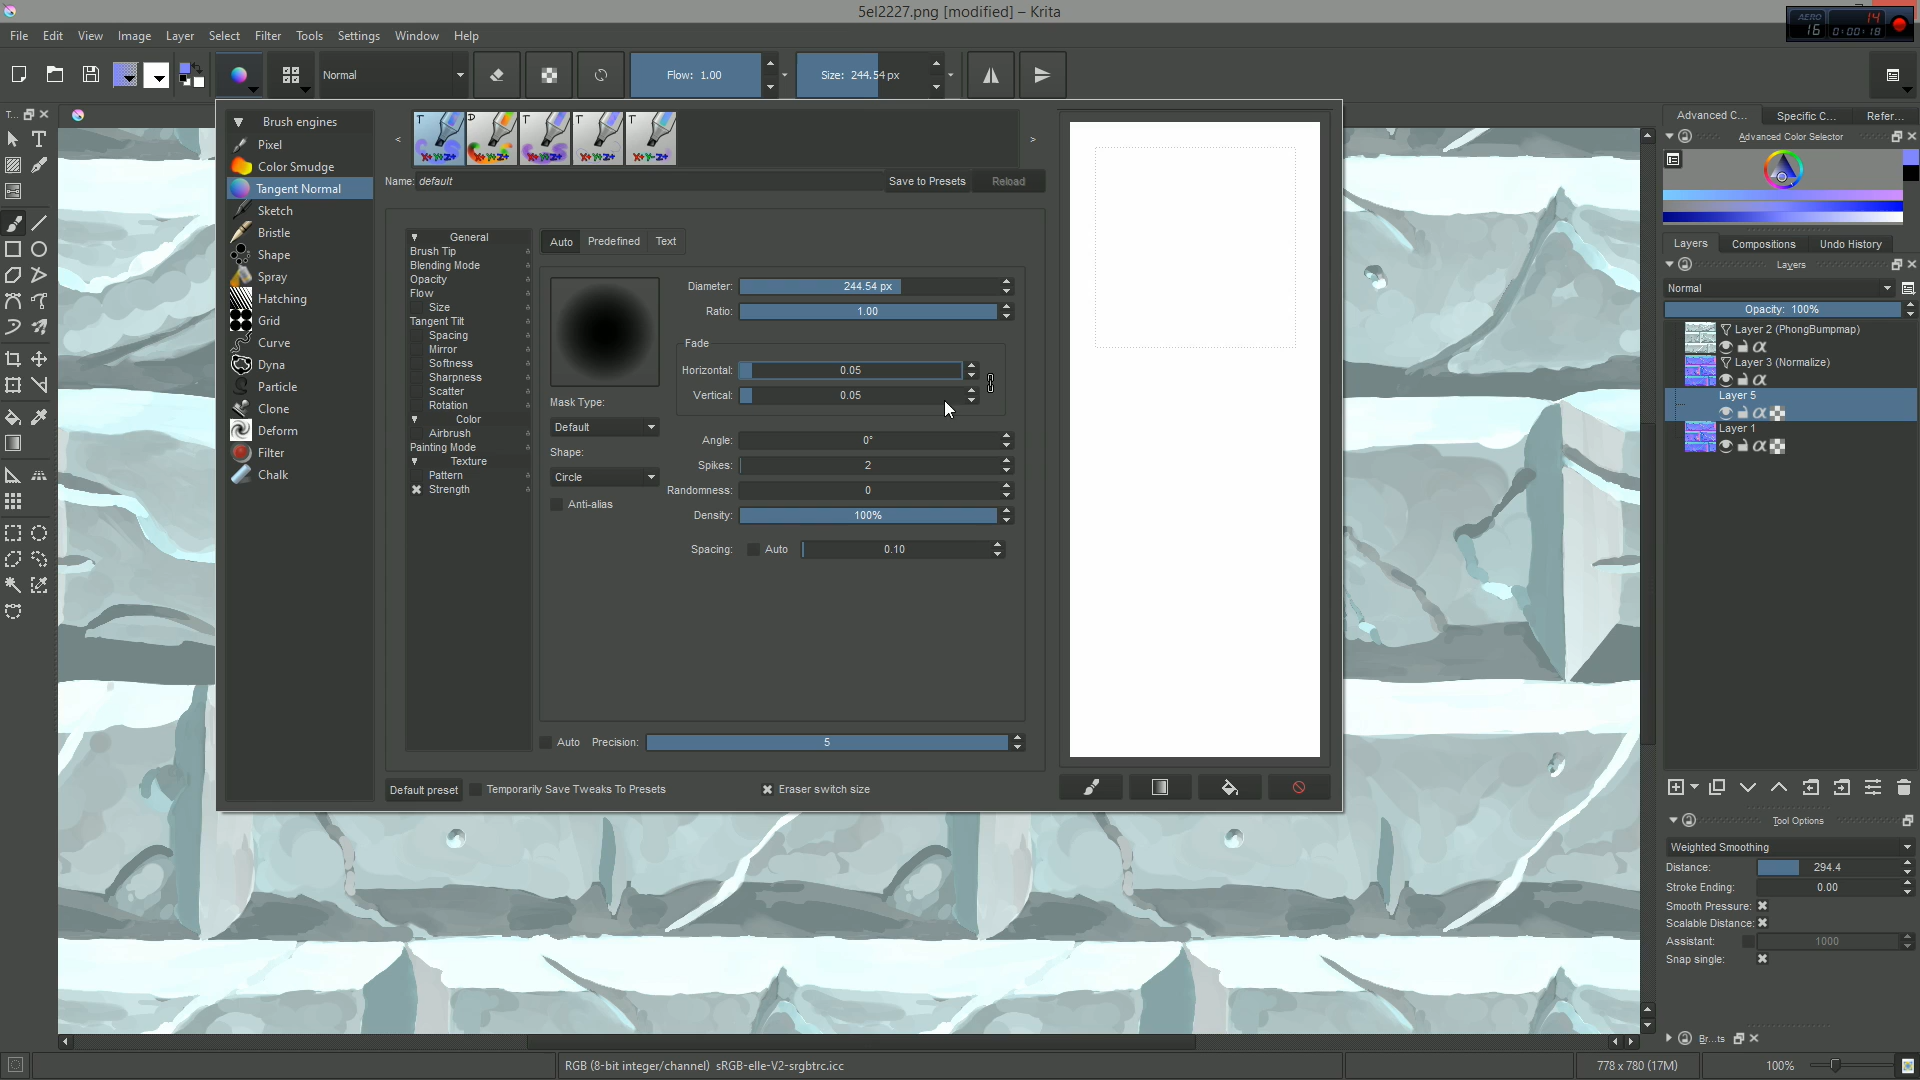 5el2227.png [modified] – Krita
AERO 16 14 0:00:18
File Edit View Image Layer Select Filter Tools Settings Window Help
Normal Flow: 1.00 Size: 244.54 px
T...
Brush engines
Pixel
Color Smudge
Tangent Normal
Sketch
Bristle
Shape
Spray
Hatching
Grid
Curve
Dyna
Particle
Clone
Deform
Filter
Chalk
< T D T T T >
X+ Y+ Z+ X+ Y+ Z+ X+ Y+ Z+ X+ Y+ Z+ X+ Y- Z+
Name: default Save to Presets Reload
General
Brush Tip
Blending Mode
Opacity
Flow
Size
Tangent Tilt
Spacing
Mirror
Softness
Sharpness
Scatter
Rotation
Color
Airbrush
Painting Mode
Texture
Pattern
Strength
Auto Predefined Text
Diameter: 244.54 px
Ratio: 1.00
Fade
Horizontal: 0.05
Vertical: 0.05
Mask Type:
Default
Shape:
Circle
Anti-alias
Angle: 0°
Spikes: 2
Randomness: 0
Density: 100%
Spacing: Auto 0.10
Auto Precision: 5
Default preset Temporarily Save Tweaks To Presets Eraser switch size
Advanced C... Specific C... Refer...
Advanced Color Selector
Layers Compositions Undo History
Layers
Normal
Opacity: 100%
Layer 2 (PhongBumpmap)
Layer 3 (Normalize)
Layer 5
Layer 1
Tool Options
Weighted Smoothing
Distance: 294.4
Stroke Ending: 0.00
Smooth Pressure:
Scalable Distance:
Assistant: 1000
Snap single:
Br...ts
RGB (8-bit integer/channel) sRGB-elle-V2-srgbtrc.icc 778 x 780 (17M) 100%